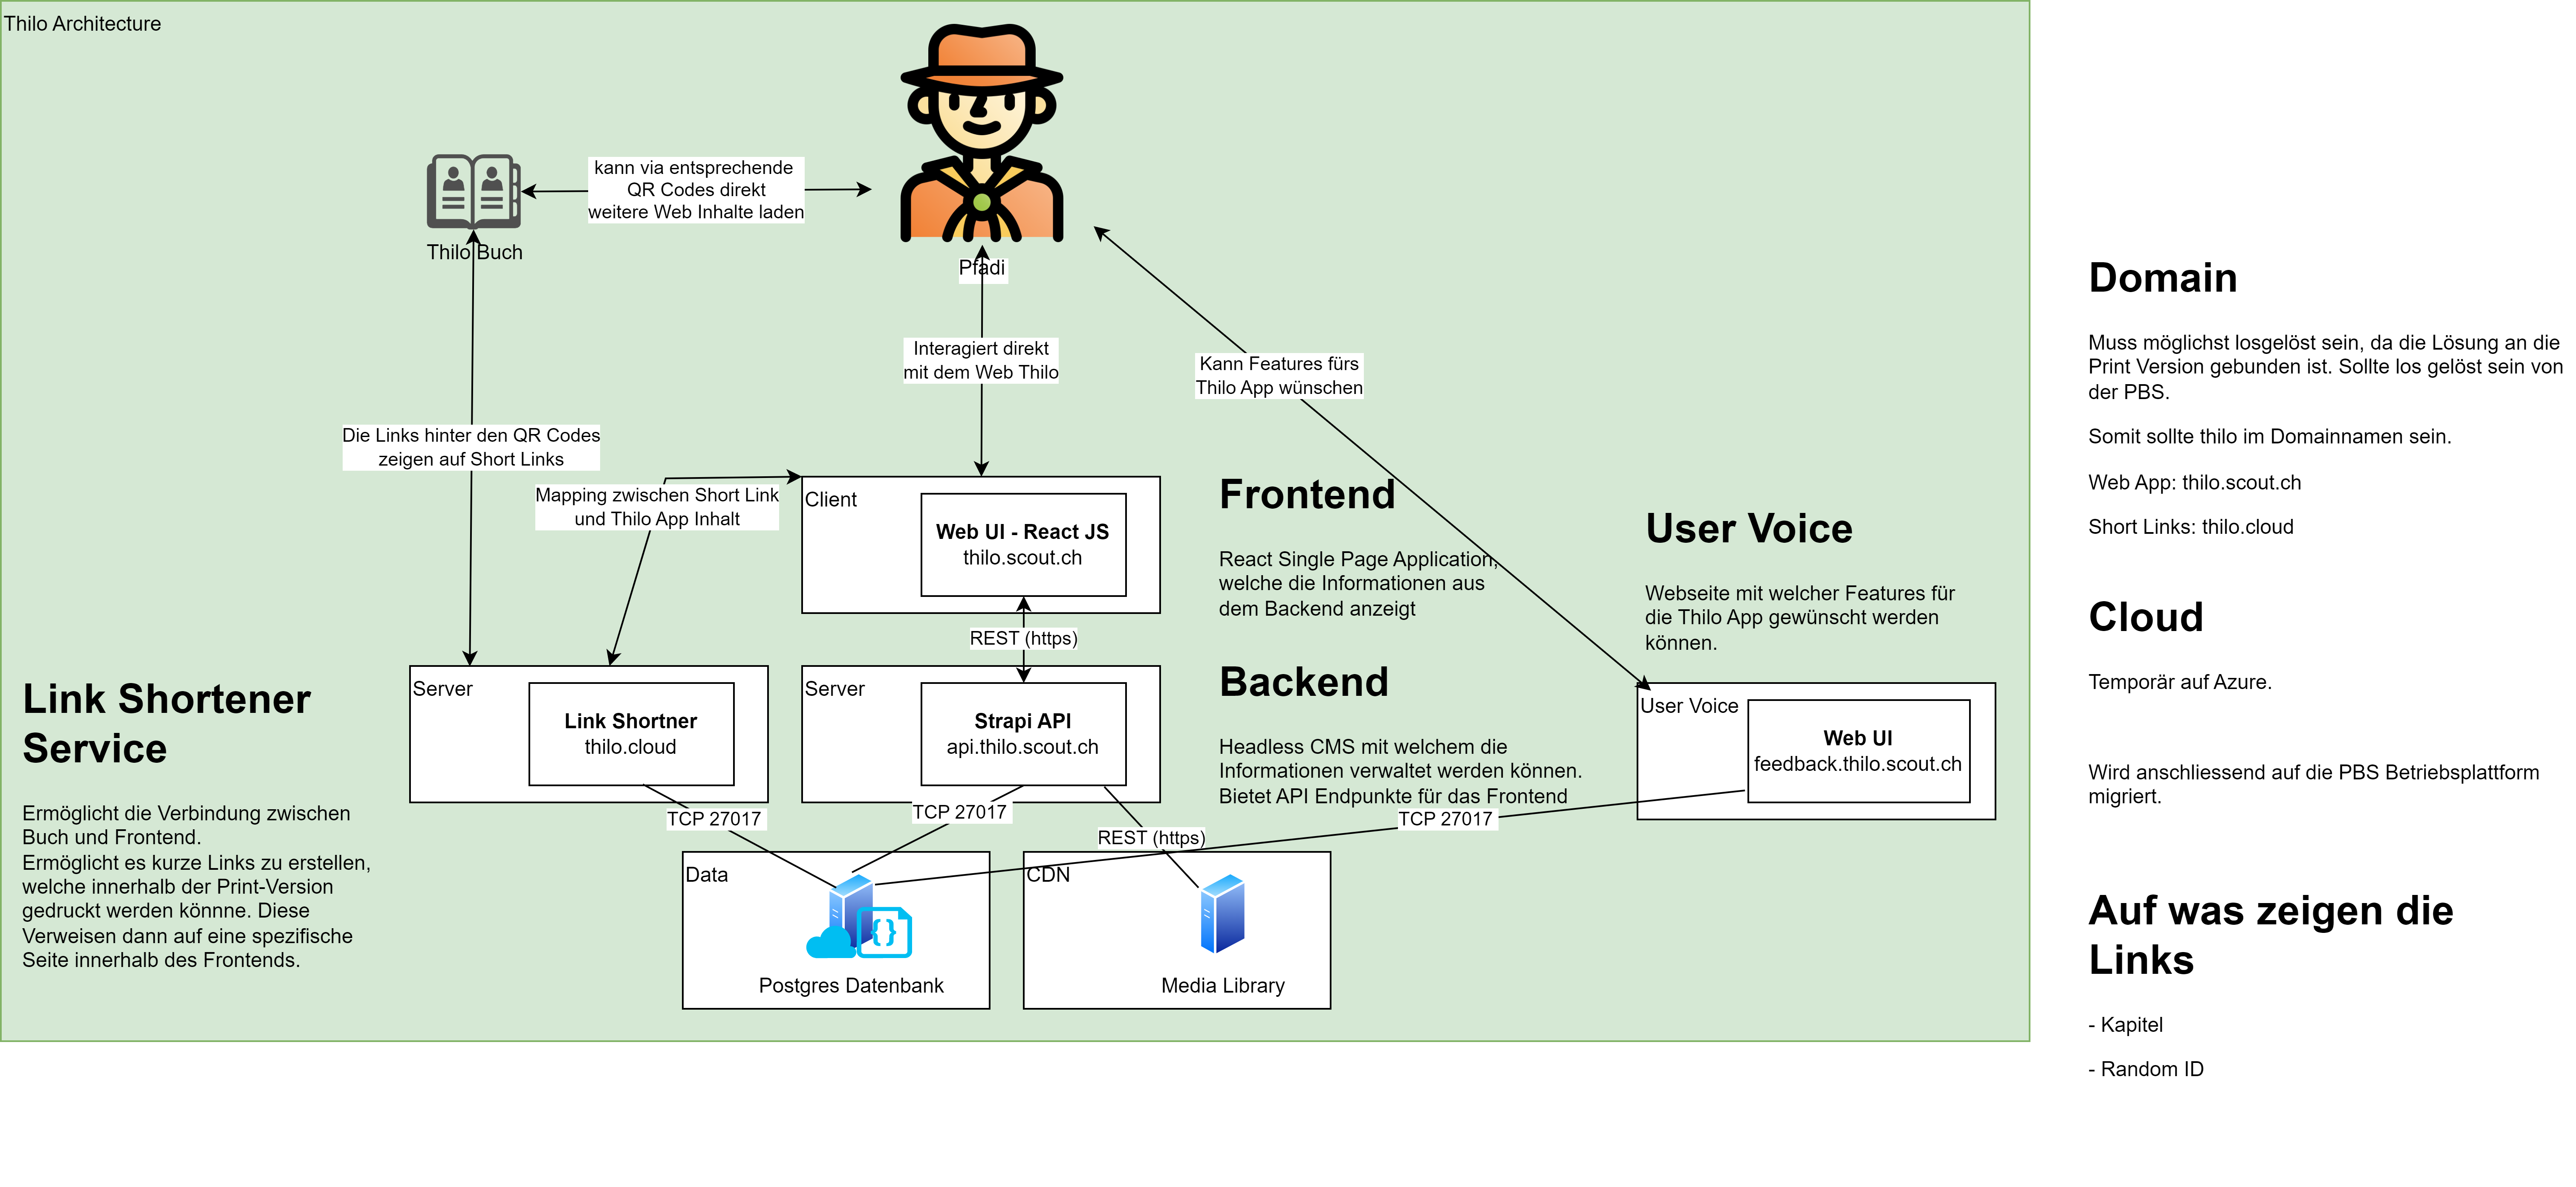 Thilo Architecture
kann via entsprechende
QR Codes direkt
weitere Web Inhalte laden
Thilo Buch
Pfadi
Interagiert direkt
mit dem Web Thilo
Kann Features fürs
Thilo App wünschen
Die Links hinter den QR Codes
zeigen auf Short Links
Mapping zwischen Short Link
und Thilo App Inhalt
Client
Web UI - React JS
thilo.scout.ch
Frontend
React Single Page Application,
welche die Informationen aus
dem Backend anzeigt
User Voice
Webseite mit welcher Features für
die Thilo App gewünscht werden
können.
REST (https)
Link Shortener
Service
Ermöglicht die Verbindung zwischen
Buch und Frontend.
Ermöglicht es kurze Links zu erstellen,
welche innerhalb der Print-Version
gedruckt werden könnne. Diese
Verweisen dann auf eine spezifische
Seite innerhalb des Frontends.
Server
Link Shortner
thilo.cloud
Server
Strapi API
api.thilo.scout.ch
Backend
Headless CMS mit welchem die
Informationen verwaltet werden können.
Bietet API Endpunkte für das Frontend
User Voice
Web UI
feedback.thilo.scout.ch
TCP 27017
TCP 27017
REST (https)
TCP 27017
Data
Postgres Datenbank
CDN
Media Library
Domain
Muss möglichst losgelöst sein, da die Lösung an die
Print Version gebunden ist. Sollte los gelöst sein von
der PBS.
Somit sollte thilo im Domainnamen sein.
Web App: thilo.scout.ch
Short Links: thilo.cloud
Cloud
Temporär auf Azure.
Wird anschliessend auf die PBS Betriebsplattform
migriert.
Auf was zeigen die
Links
- Kapitel
- Random ID